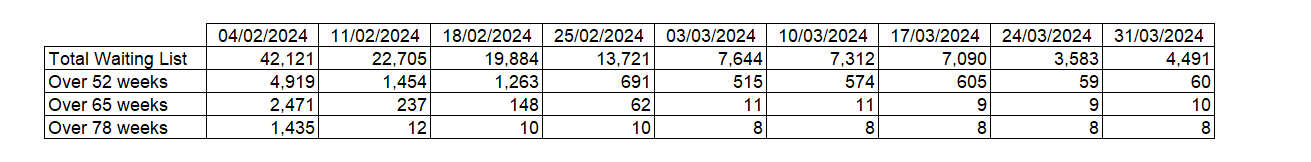 04/02/2024 11/02/2024 18/02/2024 25/02/2024 03/03/2024 10/03/2024 17/03/2024 24/03/2024 31/03/2024
Total Waiting List 42,121 22,705 19,884 13,721 7,644 7,312 7,090 3,583 4,491
Over 52 weeks 4,919 1,454 1,263 691 515 574 605 59 60
Over 65 weeks 2,471 237 148 62 11 11 9 9 10
Over 78 weeks 1,435 12 10 10 8 8 8 8 8